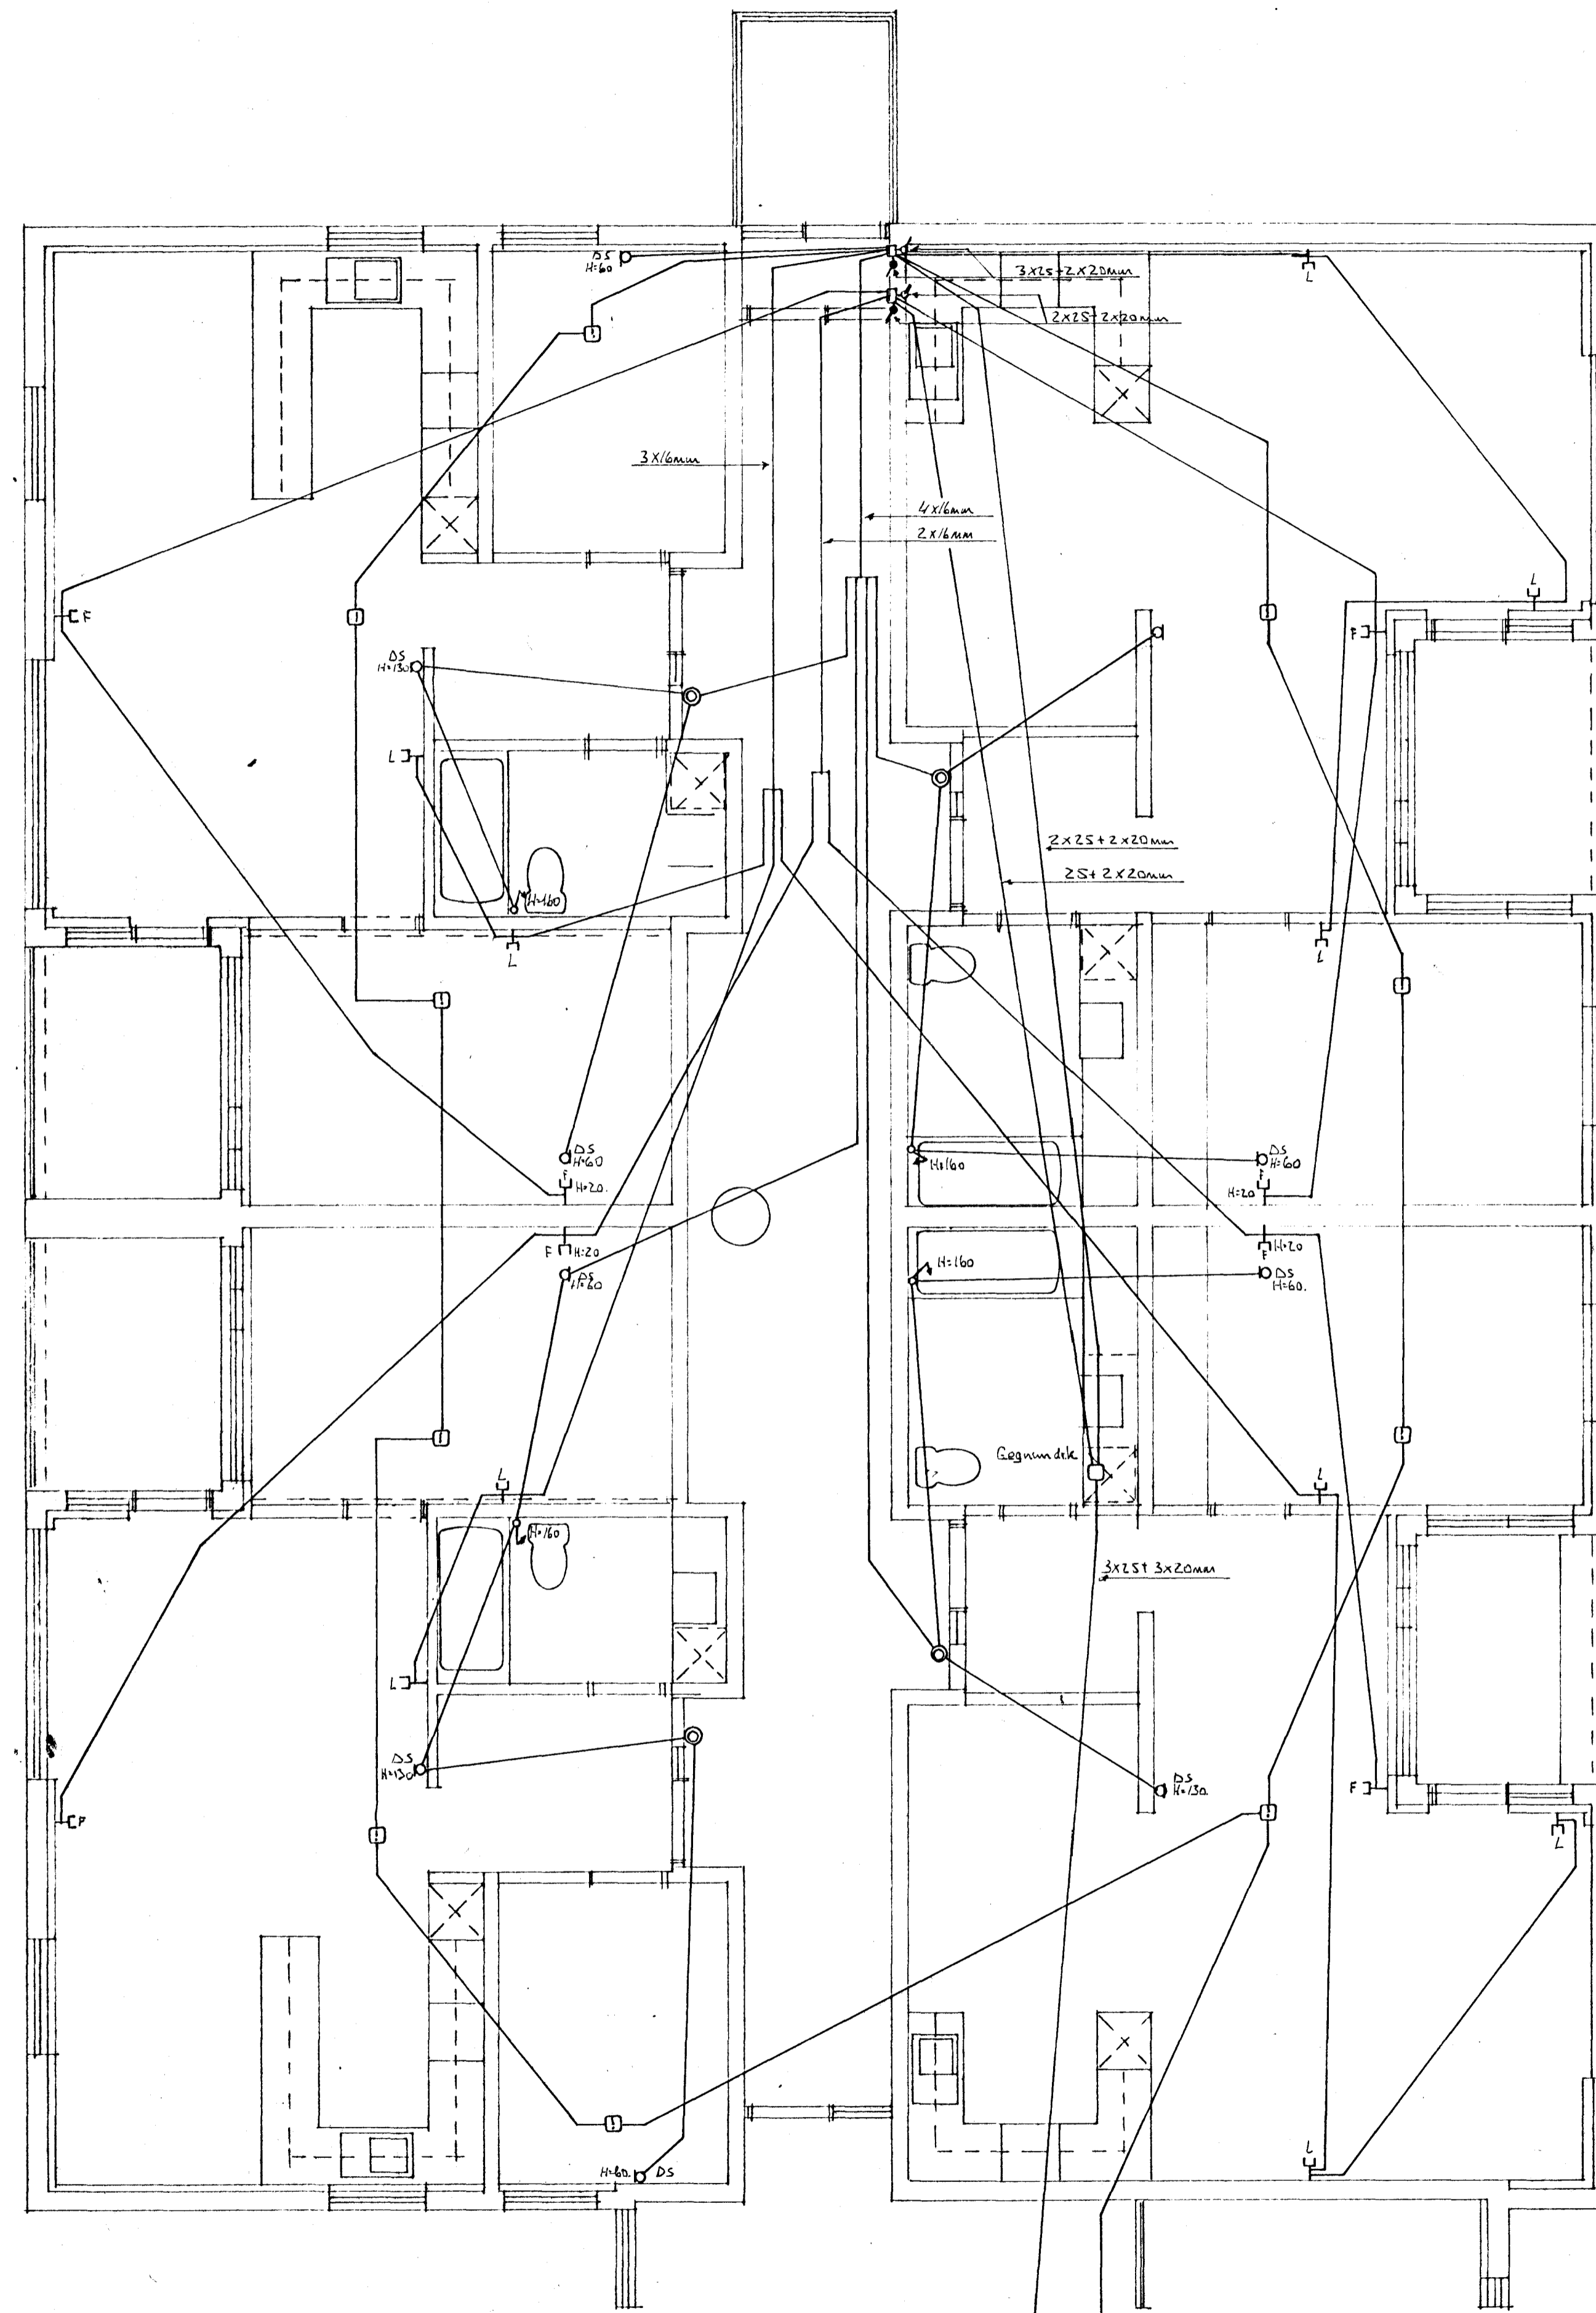 DS
H=60
L
3x25+2x20mm
2x25+2x20mm
3x16mm
4x16mm
2x16mm
F
L
F
DS
H=130
L
2x25+2x20mm
25+2x20mm
H=160
L
L
DS
H=60
F
H=20.
H=160
DS
H=60
F
H=20
F H=20
DS
H=60
H=20
F
DS
H=60.
H=160
Gegnumdr.k
L
L
H=160
3x25+3x20mm
L
DS
H=130
DS
H=130.
F
F
L
L
H=60. DS